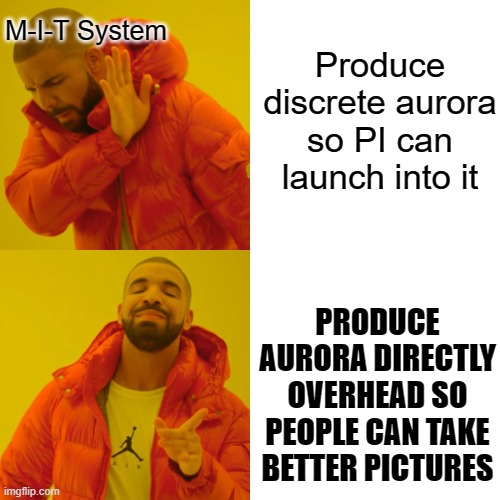 M-I-T System
Produce
discrete aurora
so PI can
launch into it
PRODUCE
AURORA DIRECTLY
OVERHEAD SO
PEOPLE CAN TAKE
BETTER PICTURES
imgflip.com